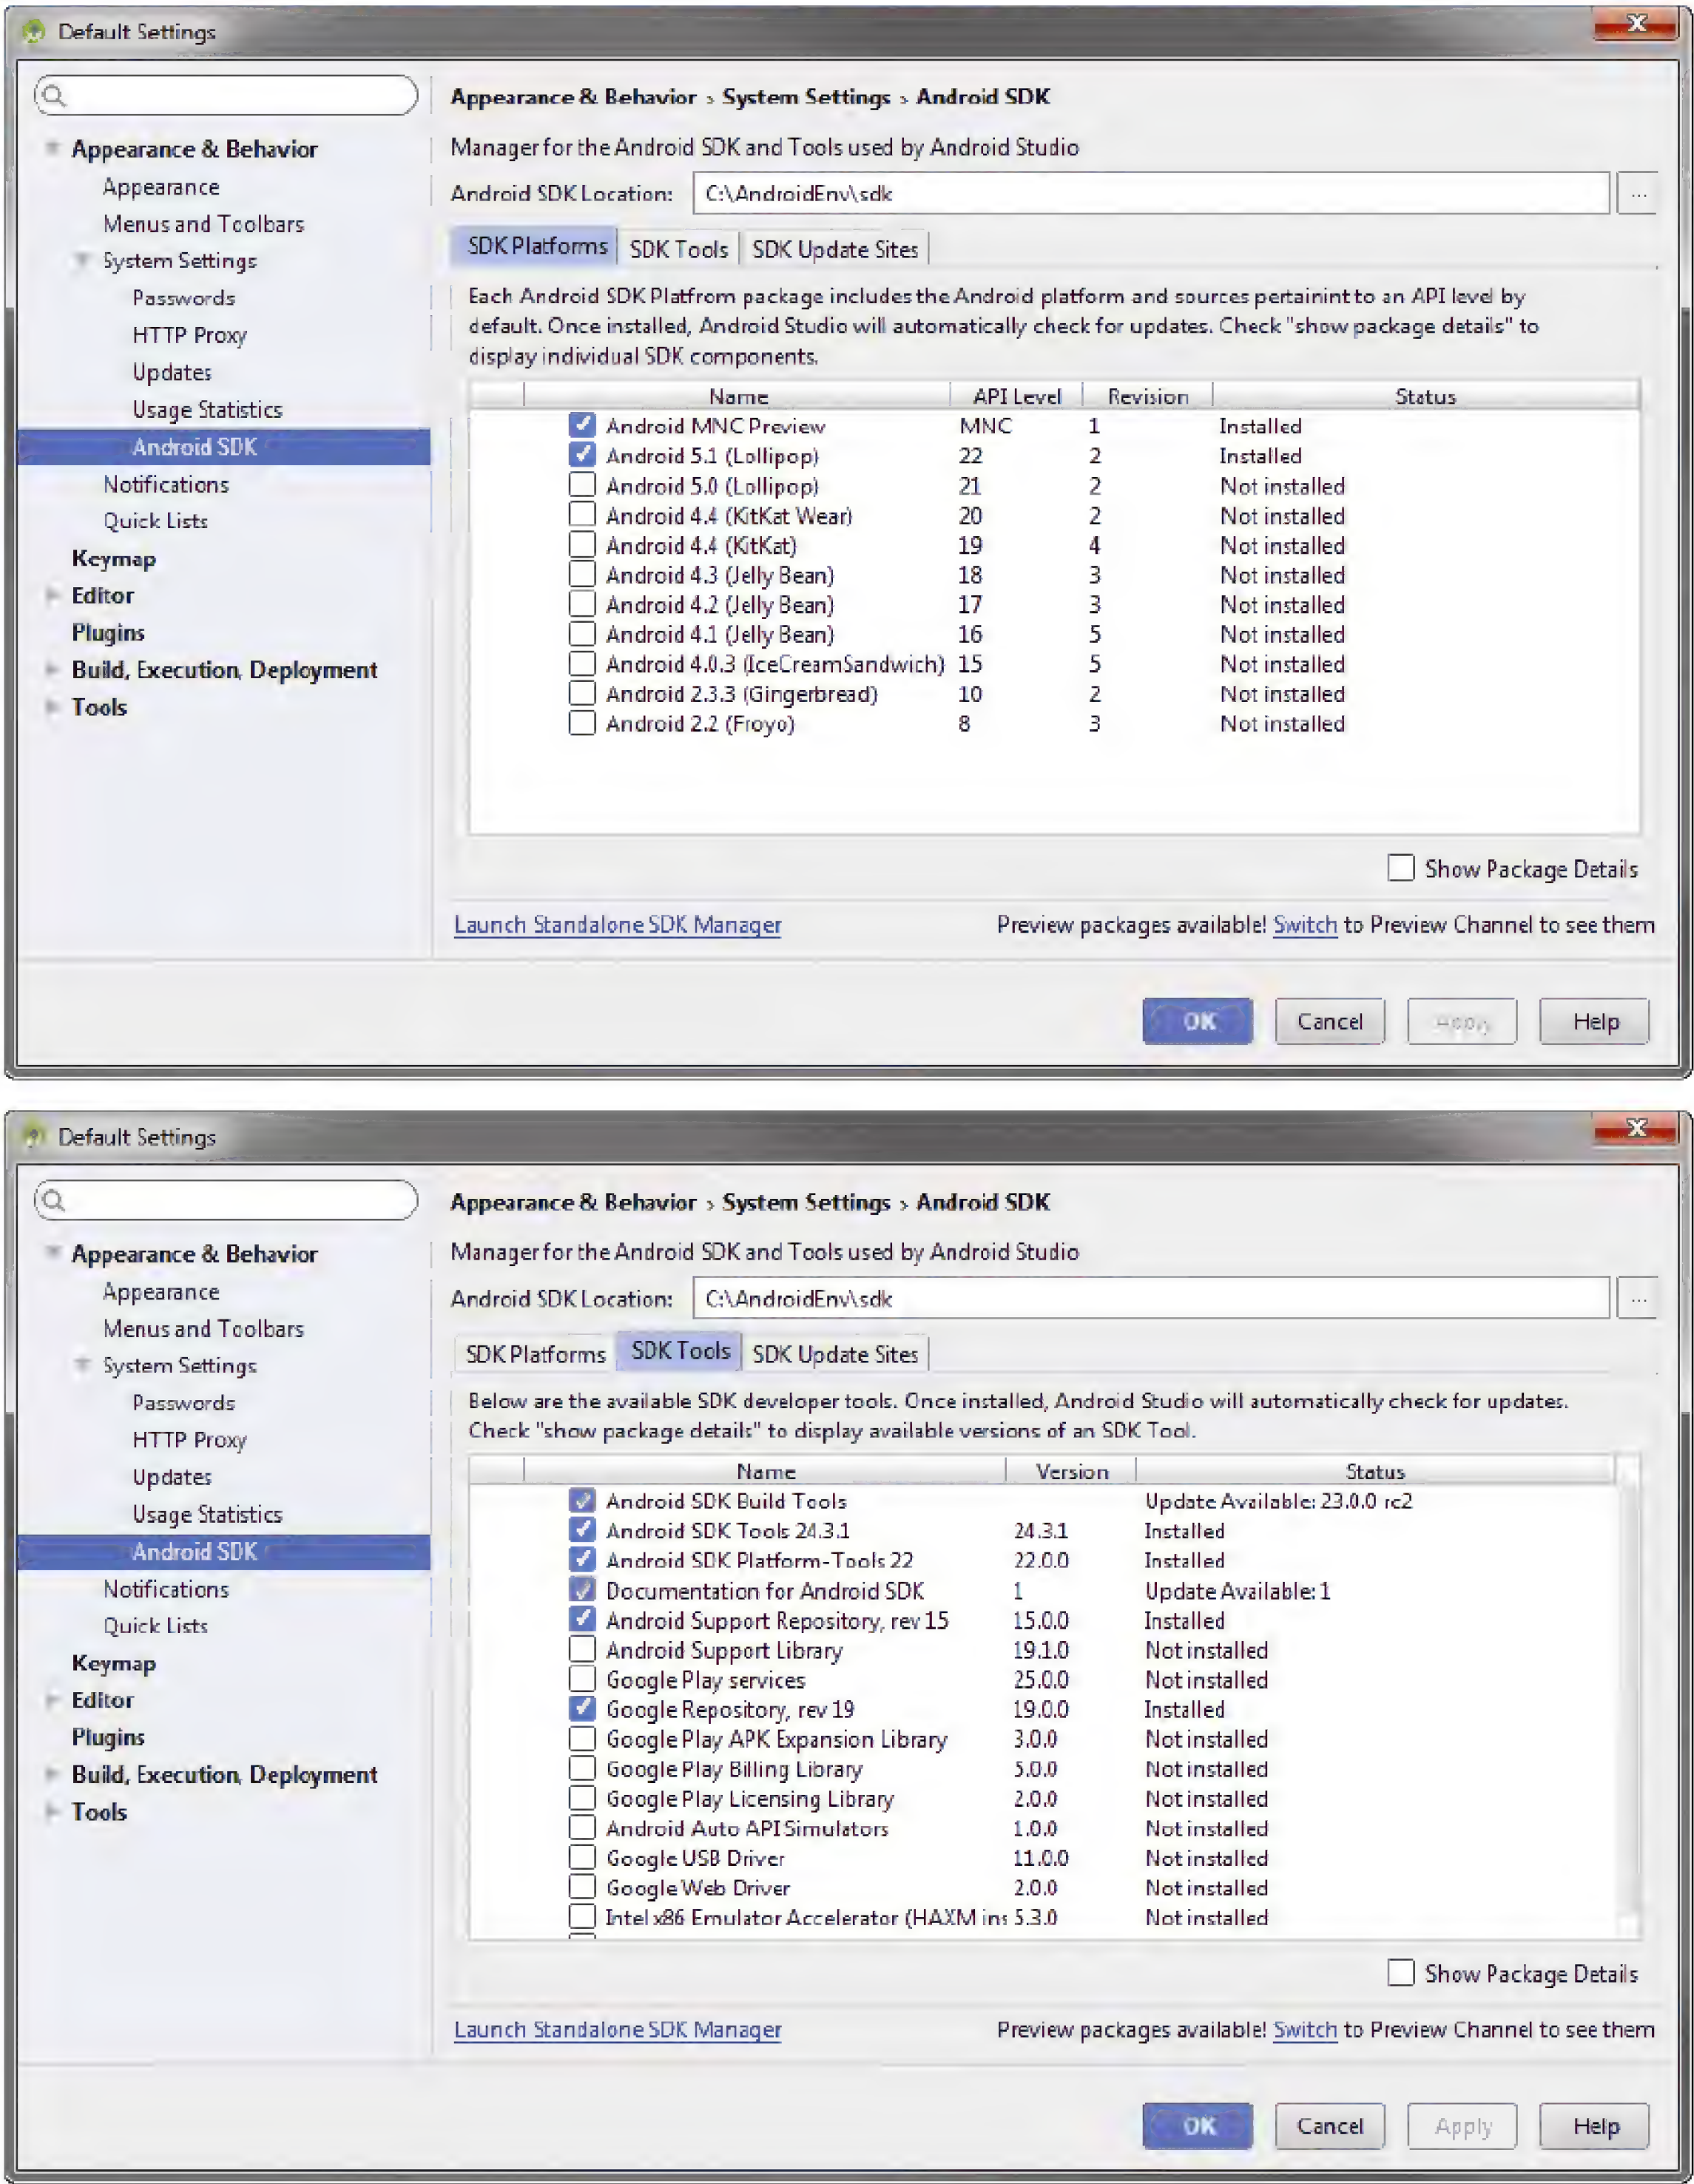 Default Settings
Appearance & Behavior
Appearance
Menus and Toolbars
System Settings
Passwords
HTTP Proxy
Updates
Usage Statistics
Android SDK
Notifications
Quick Lists
Keymap
Editor
Plugins
Build, Execution, Deployment
Tools
Appearance & Behavior › System Settings › Android SDK
Manager for the Android SDK and Tools used by Android Studio
Android SDK Location: C:\AndroidEnv\sdk ...
SDK Platforms SDK Tools SDK Update Sites
Each Android SDK Platfrom package includes the Android platform and sources pertainint to an API level by
default. Once installed, Android Studio will automatically check for updates. Check "show package details" to
display individual SDK components.
Name API Level Revision Status
Android MNC Preview MNC 1 Installed
Android 5.1 (Lollipop) 22 2 Installed
Android 5.0 (Lollipop) 21 2 Not installed
Android 4.4 (KitKat Wear) 20 2 Not installed
Android 4.4 (KitKat) 19 4 Not installed
Android 4.3 (Jelly Bean) 18 3 Not installed
Android 4.2 (Jelly Bean) 17 3 Not installed
Android 4.1 (Jelly Bean) 16 5 Not installed
Android 4.0.3 (IceCreamSandwich) 15 5 Not installed
Android 2.3.3 (Gingerbread) 10 2 Not installed
Android 2.2 (Froyo) 8 3 Not installed
Show Package Details
Launch Standalone SDK Manager Preview packages available! Switch to Preview Channel to see them
OK Cancel Apply Help
Default Settings
Appearance & Behavior
Appearance
Menus and Toolbars
System Settings
Passwords
HTTP Proxy
Updates
Usage Statistics
Android SDK
Notifications
Quick Lists
Keymap
Editor
Plugins
Build, Execution, Deployment
Tools
Appearance & Behavior › System Settings › Android SDK
Manager for the Android SDK and Tools used by Android Studio
Android SDK Location: C:\AndroidEnv\sdk ...
SDK Platforms SDK Tools SDK Update Sites
Below are the available SDK developer tools. Once installed, Android Studio will automatically check for updates.
Check "show package details" to display available versions of an SDK Tool.
Name Version Status
Android SDK Build Tools Update Available: 23.0.0 rc2
Android SDK Tools 24.3.1 24.3.1 Installed
Android SDK Platform-Tools 22 22.0.0 Installed
Documentation for Android SDK 1 Update Available: 1
Android Support Repository, rev 15 15.0.0 Installed
Android Support Library 19.1.0 Not installed
Google Play services 25.0.0 Not installed
Google Repository, rev 19 19.0.0 Installed
Google Play APK Expansion Library 3.0.0 Not installed
Google Play Billing Library 5.0.0 Not installed
Google Play Licensing Library 2.0.0 Not installed
Android Auto API Simulators 1.0.0 Not installed
Google USB Driver 11.0.0 Not installed
Google Web Driver 2.0.0 Not installed
Intel x86 Emulator Accelerator (HAXM ins 5.3.0 Not installed
Show Package Details
Launch Standalone SDK Manager Preview packages available! Switch to Preview Channel to see them
OK Cancel Apply Help